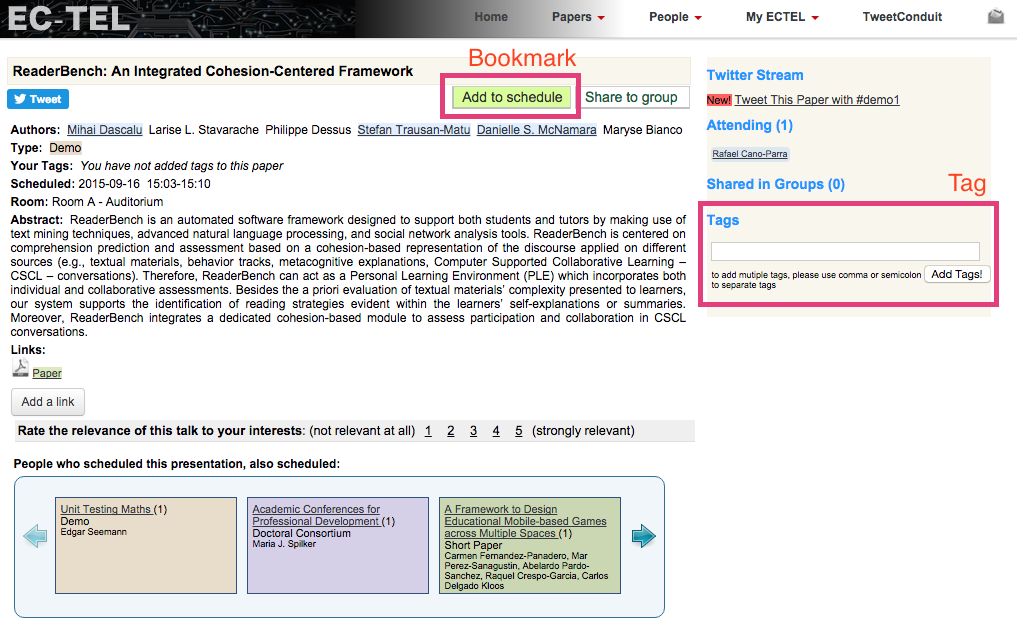 EC-TEL
Home Papers People My ECTEL TweetConduit
Bookmark
ReaderBench: An Integrated Cohesion-Centered Framework
Tweet
Add to schedule Share to group
Authors: Mihai Dascalu Larise L. Stavarache Philippe Dessus Stefan Trausan-Matu Danielle S. McNamara Maryse Bianco
Type: Demo
Your Tags: You have not added tags to this paper
Scheduled: 2015-09-16 15:03-15:10
Room: Room A - Auditorium
Abstract: ReaderBench is an automated software framework designed to support both students and tutors by making use of
text mining techniques, advanced natural language processing, and social network analysis tools. ReaderBench is centered on
comprehension prediction and assessment based on a cohesion-based representation of the discourse applied on different
sources (e.g., textual materials, behavior tracks, metacognitive explanations, Computer Supported Collaborative Learning –
CSCL – conversations). Therefore, ReaderBench can act as a Personal Learning Environment (PLE) which incorporates both
individual and collaborative assessments. Besides the a priori evaluation of textual materials' complexity presented to learners,
our system supports the identification of reading strategies evident within the learners' self-explanations or summaries.
Moreover, ReaderBench integrates a dedicated cohesion-based module to assess participation and collaboration in CSCL
conversations.
Links:
Paper
Add a link
Rate the relevance of this talk to your interests: (not relevant at all) 1 2 3 4 5 (strongly relevant)
People who scheduled this presentation, also scheduled:
Unit Testing Maths (1)
Demo
Edgar Seemann
Academic Conferences for
Professional Development (1)
Doctoral Consortium
Maria J. Spilker
A Framework to Design
Educational Mobile-based Games
across Multiple Spaces (1)
Short Paper
Carmen Fernandez-Panadero, Mar
Perez-Sanagustin, Abelardo Pardo-
Sanchez, Raquel Crespo-Garcia, Carlos
Delgado Kloos
Twitter Stream
New! Tweet This Paper with #demo1
Attending (1)
Rafael Cano-Parra
Shared in Groups (0)
Tag
Tags
to add mutiple tags, please use comma or semicolon
to separate tags
Add Tags!